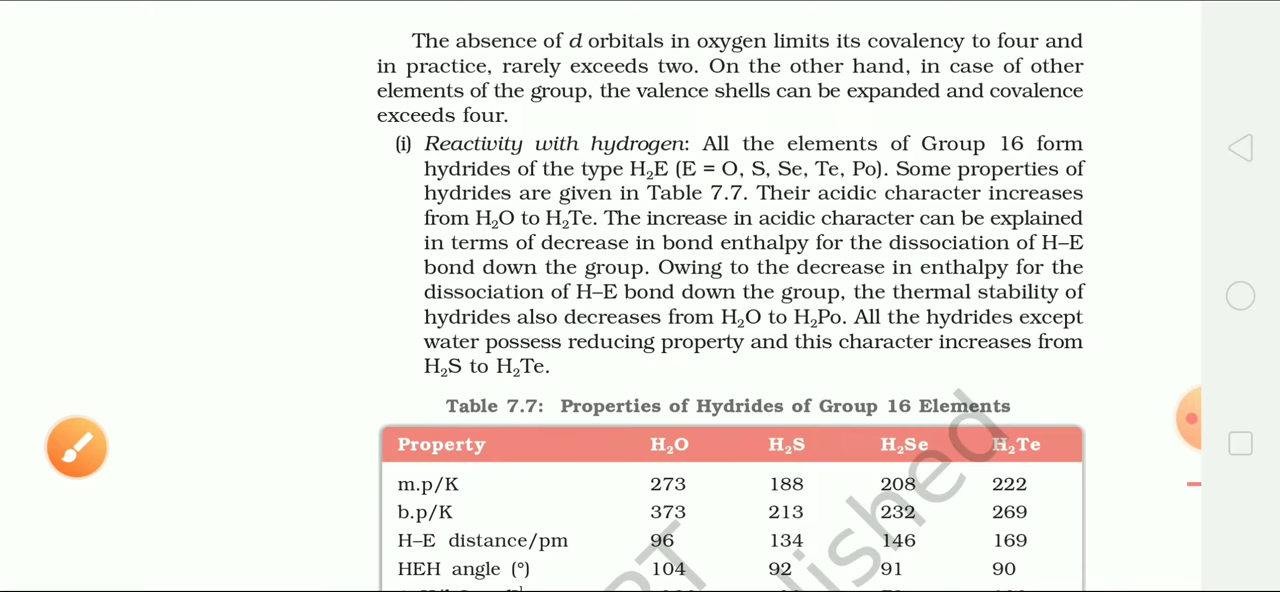 The absence of d orbitals in oxygen limits its covalency to four and
in practice, rarely exceeds two. On the other hand, in case of other
elements of the group, the valence shells can be expanded and covalence
exceeds four.
(i) Reactivity with hydrogen: All the elements of Group 16 form
hydrides of the type H₂E (E = O, S, Se, Te, Po). Some properties of
hydrides are given in Table 7.7. Their acidic character increases
from H₂O to H₂Te. The increase in acidic character can be explained
in terms of decrease in bond enthalpy for the dissociation of H–E
bond down the group. Owing to the decrease in enthalpy for the
dissociation of H–E bond down the group, the thermal stability of
hydrides also decreases from H₂O to H₂Po. All the hydrides except
water possess reducing property and this character increases from
H₂S to H₂Te.
Table 7.7: Properties of Hydrides of Group 16 Elements
Property H₂O H₂S H₂Se H₂Te
m.p/K 273 188 208 222
b.p/K 373 213 232 269
H–E distance/pm 96 134 146 169
HEH angle (°) 104 92 91 90